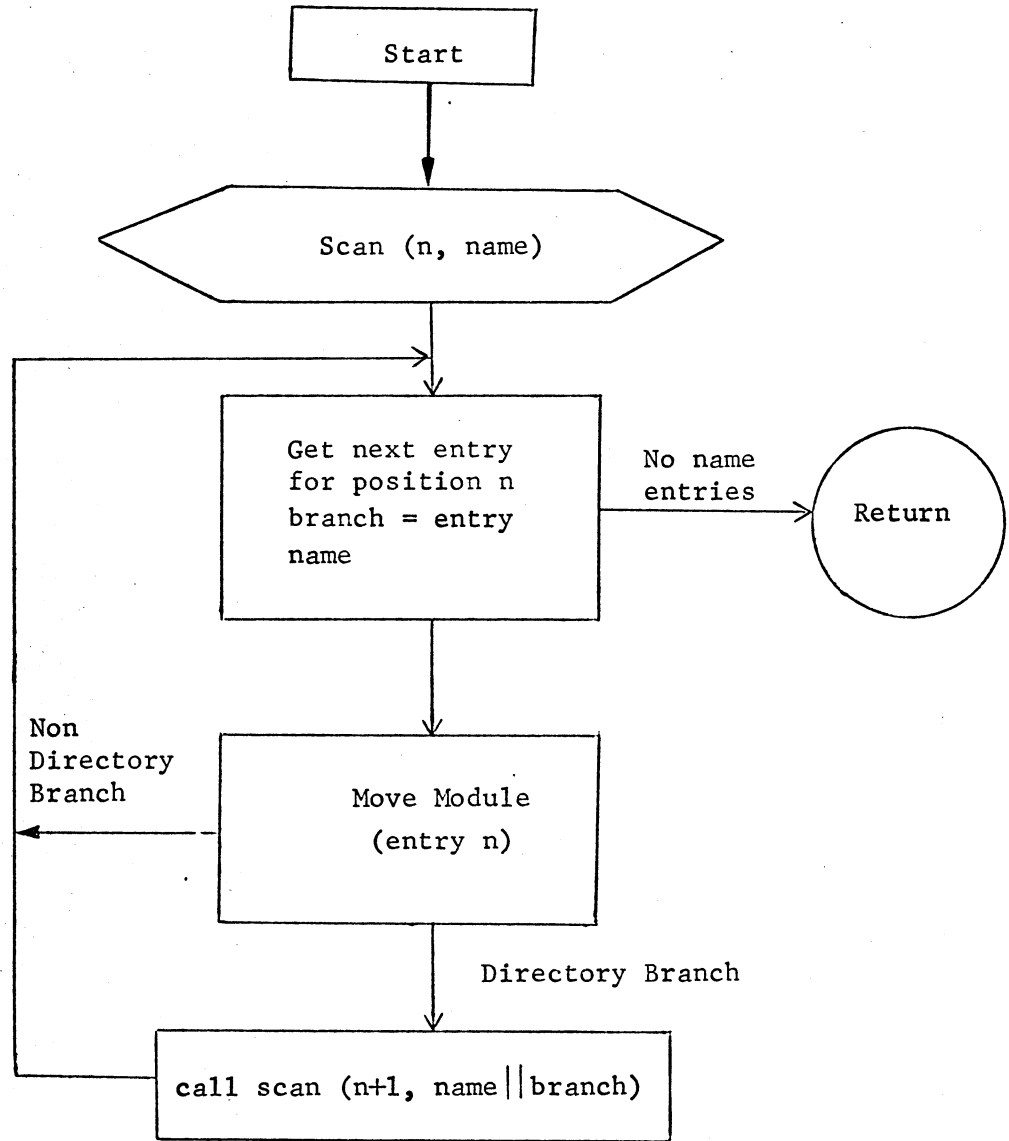 Start
Scan (n, name)
Get next entry
for position n
branch = entry
name
No name
entries
Return
Non
Directory
Branch
Move Module
(entry n)
Directory Branch
call scan (n+1, name||branch)